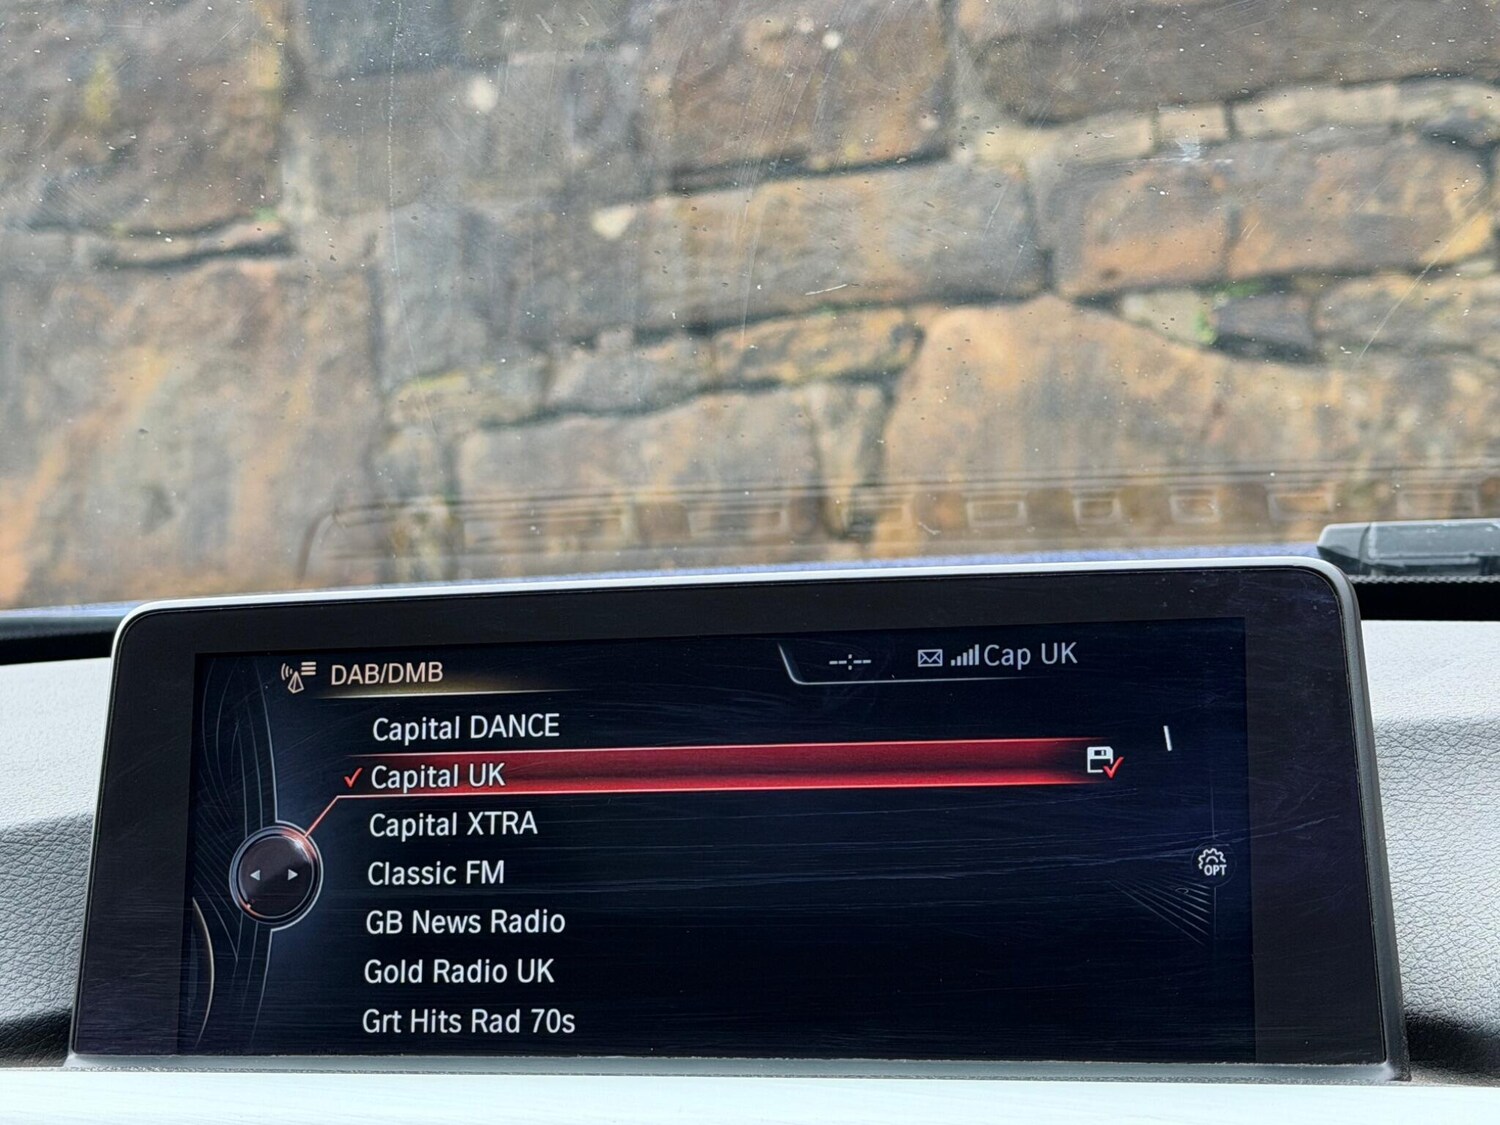 DAB/DMB
--:-- Cap UK
Capital DANCE
Capital UK
Capital XTRA
Classic FM
OPT
GB News Radio
Gold Radio UK
Grt Hits Rad 70s